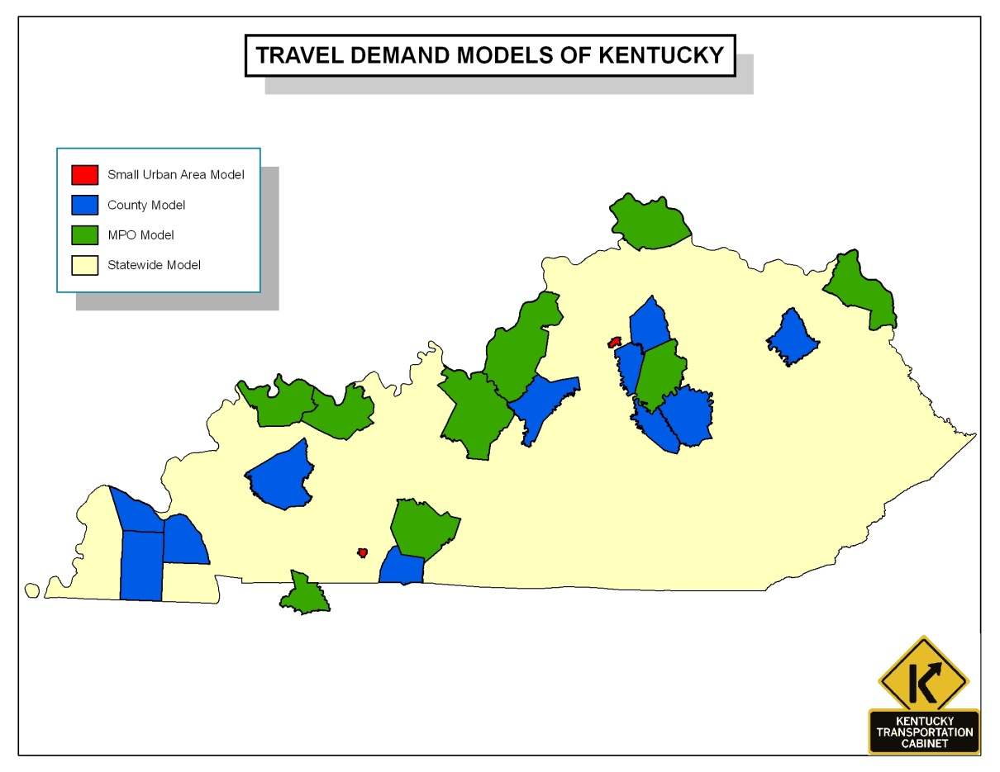 TRAVEL DEMAND MODELS OF KENTUCKY
Small Urban Area Model
County Model
MPO Model
Statewide Model
K
KENTUCKY
TRANSPORTATION
CABINET